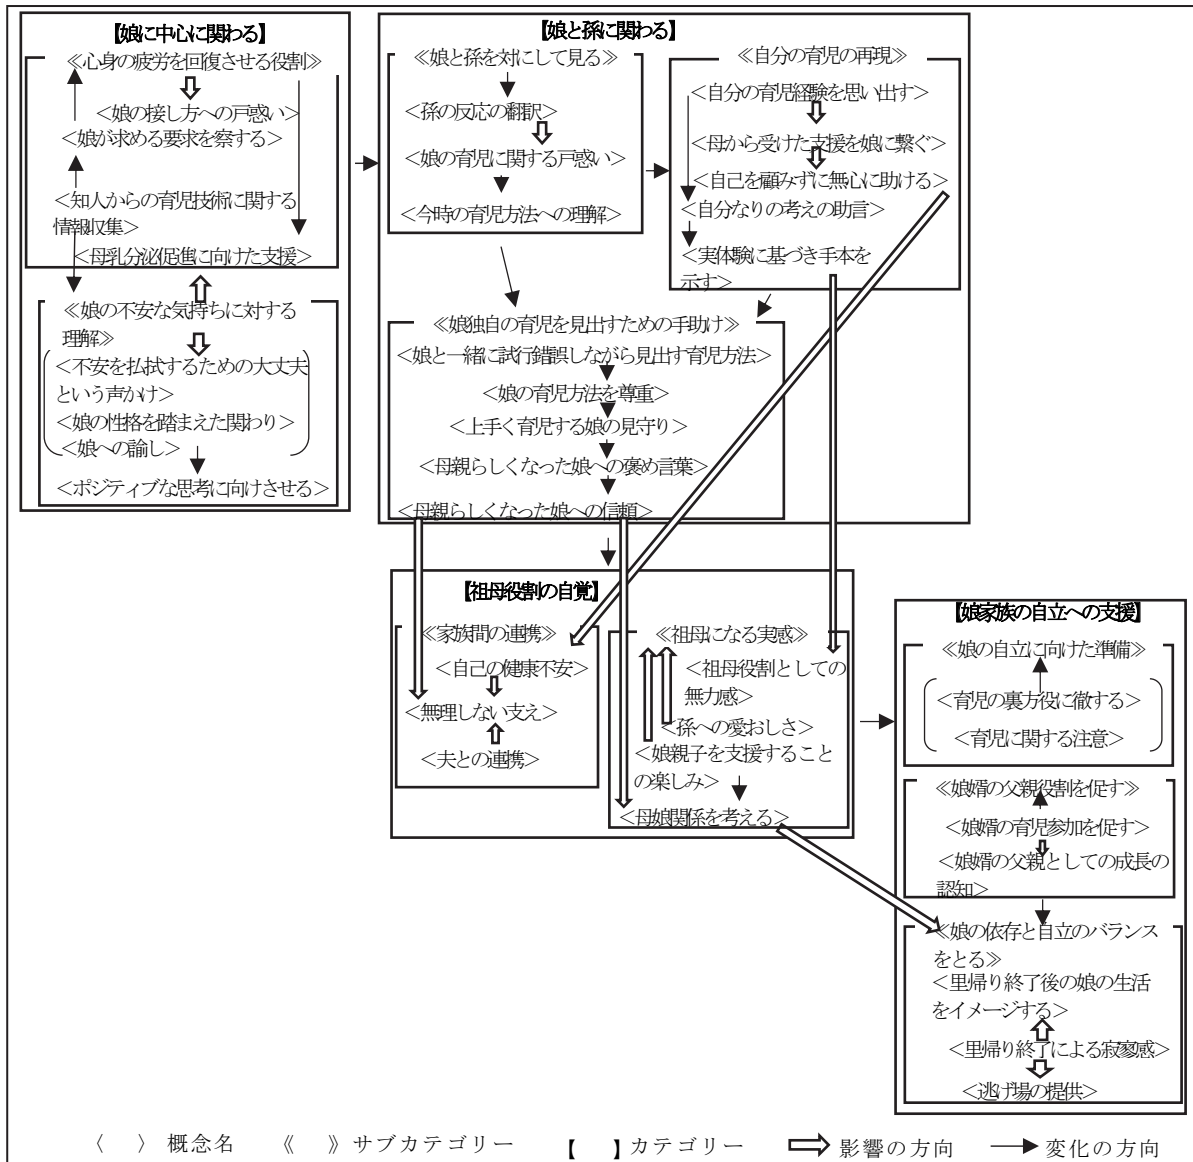 【娘に中心に関わる】
≪心身の疲労を回復させる役割≫
＜娘の接し方への戸惑い＞
＜娘が求める要求を察する＞
＜知人からの育児技術に関する
情報収集＞
＜母乳分泌促進に向けた支援＞
≪娘の不安な気持ちに対する
理解≫
＜不安を払拭するための大丈夫
という声かけ＞
＜娘の性格を踏まえた関わり＞
＜娘への諭し＞
＜ポジティブな思考に向けさせる＞
【娘と孫に関わる】
≪娘と孫を対にして見る≫
＜孫の反応の翻訳＞
＜娘の育児に関する戸惑い＞
＜今時の育児方法への理解＞
≪自分の育児の再現≫
＜自分の育児経験を思い出す＞
＜母から受けた支援を娘に繋ぐ＞
＜自己を顧みずに無心に助ける＞
＜自分なりの考えの助言＞
＜実体験に基づき手本を
示す＞
≪娘独自の育児を見出すための手助け≫
＜娘と一緒に試行錯誤しながら見出す育児方法＞
＜娘の育児方法を尊重＞
＜上手く育児する娘の見守り＞
＜母親らしくなった娘への褒め言葉＞
＜母親らしくなった娘への信頼＞
【祖母役割の自覚】
≪家族間の連携≫
＜自己の健康不安＞
＜無理しない支え＞
＜夫との連携＞
≪祖母になる実感≫
＜祖母役割としての
無力感＞
＜孫への愛おしさ＞
＜娘親子を支援すること
の楽しみ＞
＜母娘関係を考える＞
【娘家族の自立への支援】
≪娘の自立に向けた準備≫
＜育児の裏方役に徹する＞
＜育児に関する注意＞
≪娘婿の父親役割を促す≫
＜娘婿の育児参加を促す＞
＜娘婿の父親としての成長の
認知＞
≪娘の依存と自立のバランス
をとる≫
＜里帰り終了後の娘の生活
をイメージする＞
＜里帰り終了による寂寥感＞
＜逃げ場の提供＞
〈　〉 概念名　《　》サブカテゴリー　【　】カテゴリー　影響の方向　変化の方向